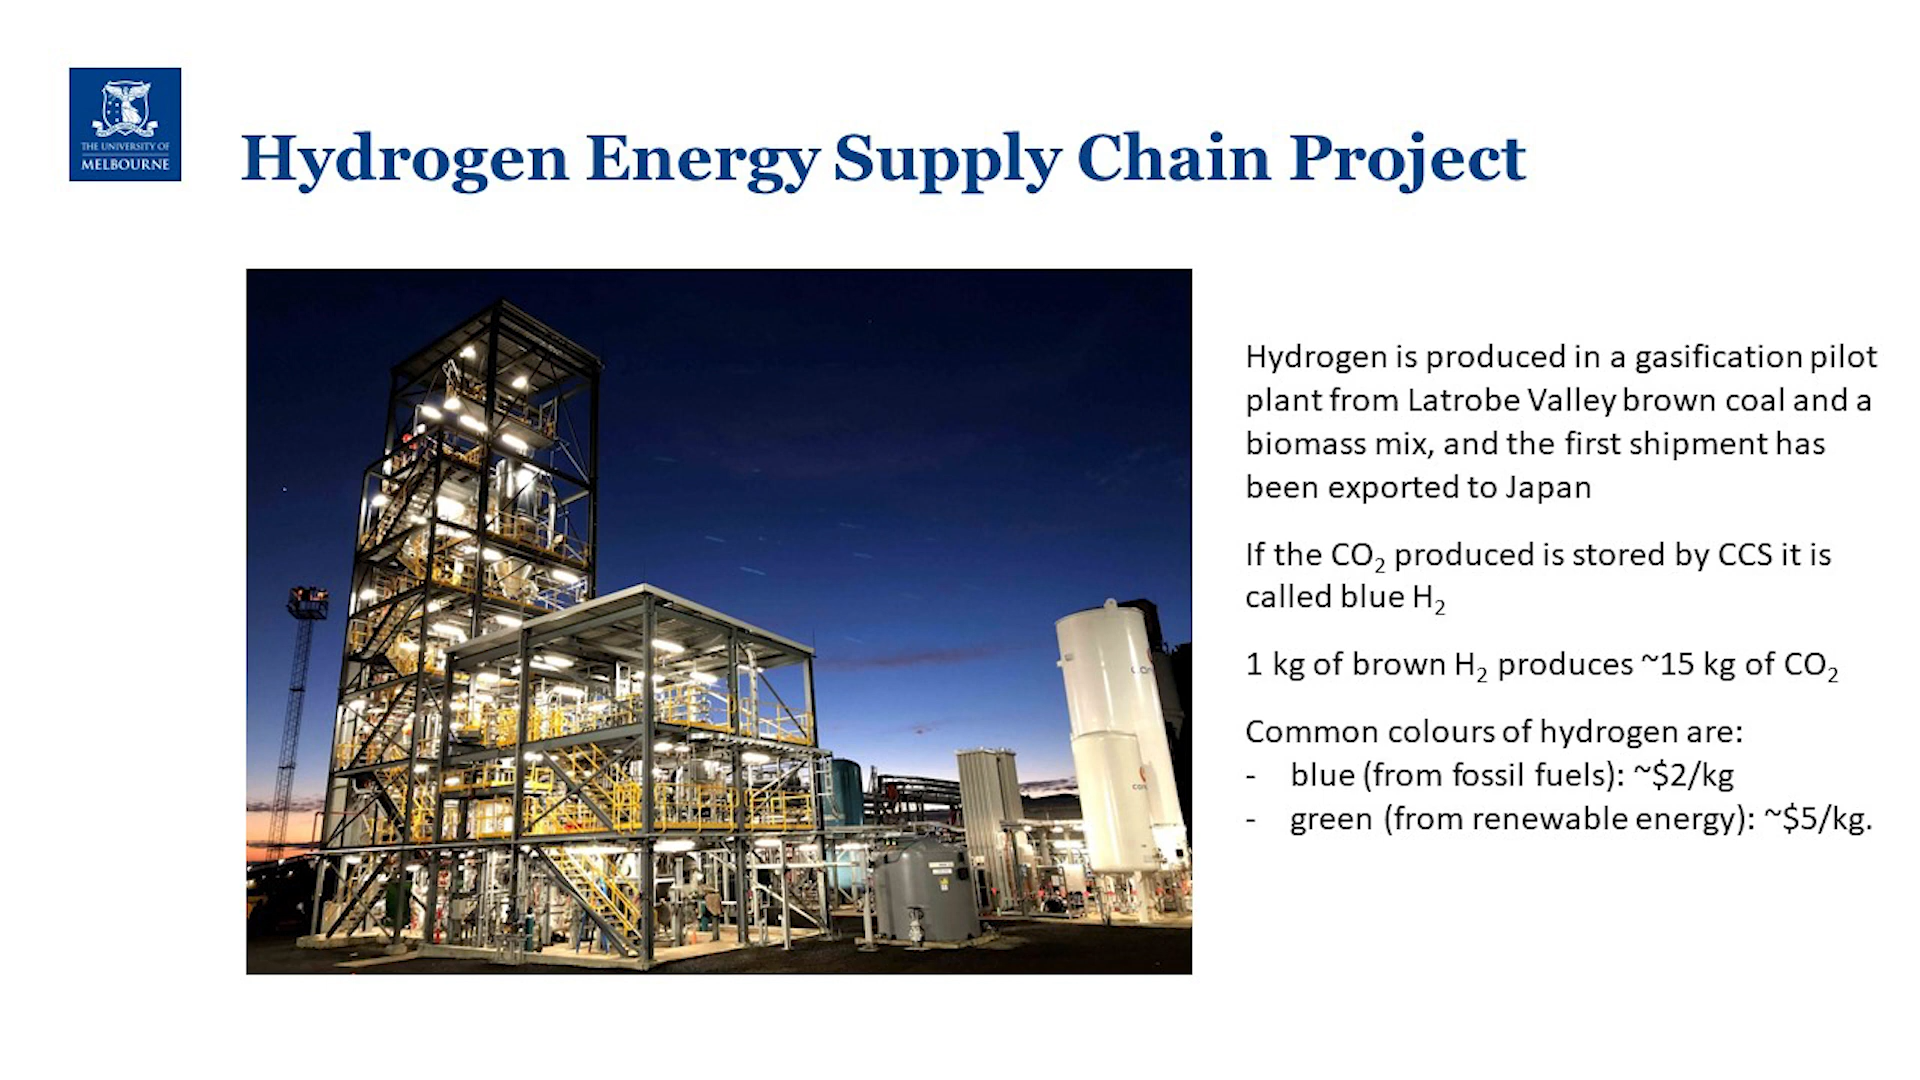 THE UNIVERSITY OF
MELBOURNE
Hydrogen Energy Supply Chain Project
Hydrogen is produced in a gasification pilot
plant from Latrobe Valley brown coal and a
biomass mix, and the first shipment has
been exported to Japan
If the CO₂ produced is stored by CCS it is
called blue H₂
1 kg of brown H₂ produces ~15 kg of CO₂
Common colours of hydrogen are:
- blue (from fossil fuels): ~$2/kg
- green (from renewable energy): ~$5/kg.